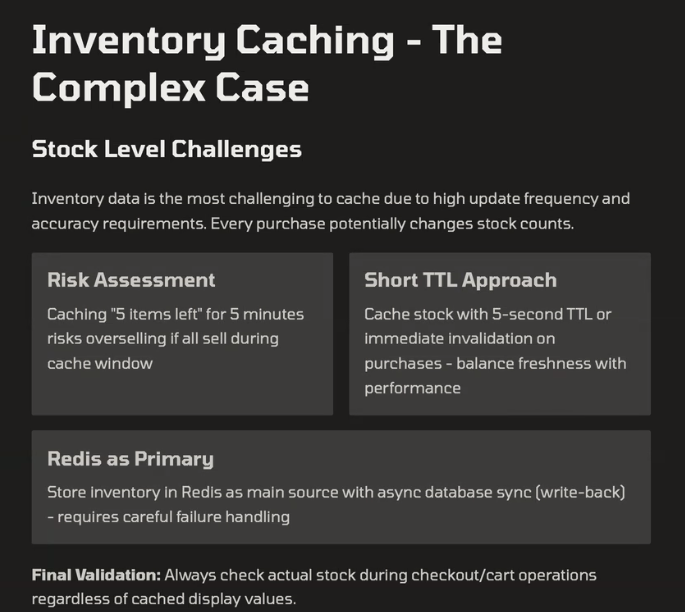 Inventory Caching - The
Complex Case
Stock Level Challenges
Inventory data is the most challenging to cache due to high update frequency and
accuracy requirements. Every purchase potentially changes stock counts.
Risk Assessment
Caching "5 items left" for 5 minutes
risks overselling if all sell during
cache window
Short TTL Approach
Cache stock with 5-second TTL or
immediate invalidation on
purchases - balance freshness with
performance
Redis as Primary
Store inventory in Redis as main source with async database sync (write-back)
- requires careful failure handling
Final Validation: Always check actual stock during checkout/cart operations
regardless of cached display values.